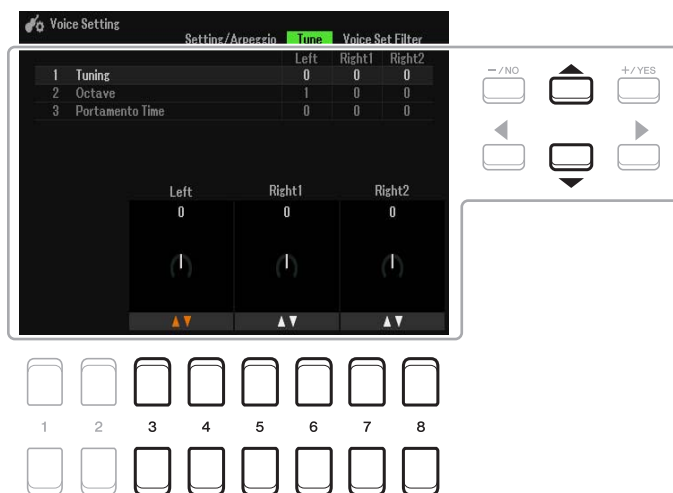 Voice Setting
Setting/Arpeggio Tune Voice Set Filter
Left Right1 Right2
1 Tuning 0 0 0
2 Octave 1 0 0
3 Portamento Time 0 0 0
Left Right1 Right2
0 0 0
-/NO +/YES
1 2 3 4 5 6 7 8